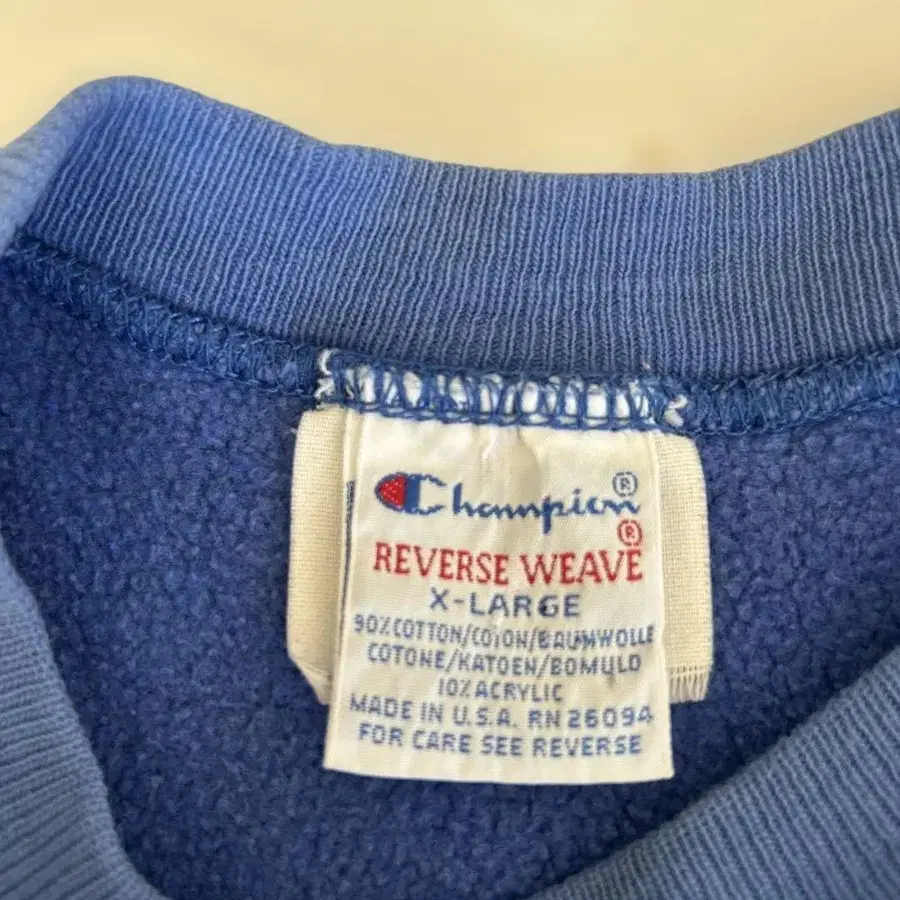 Champion®
®
REVERSE WEAVE
X-LARGE
90% COTTON/COTON/BAUMWOLLE
COTONE/KATOEN/BOMULD
10% ACRYLIC
MADE IN U.S.A. RN 26094
FOR CARE SEE REVERSE